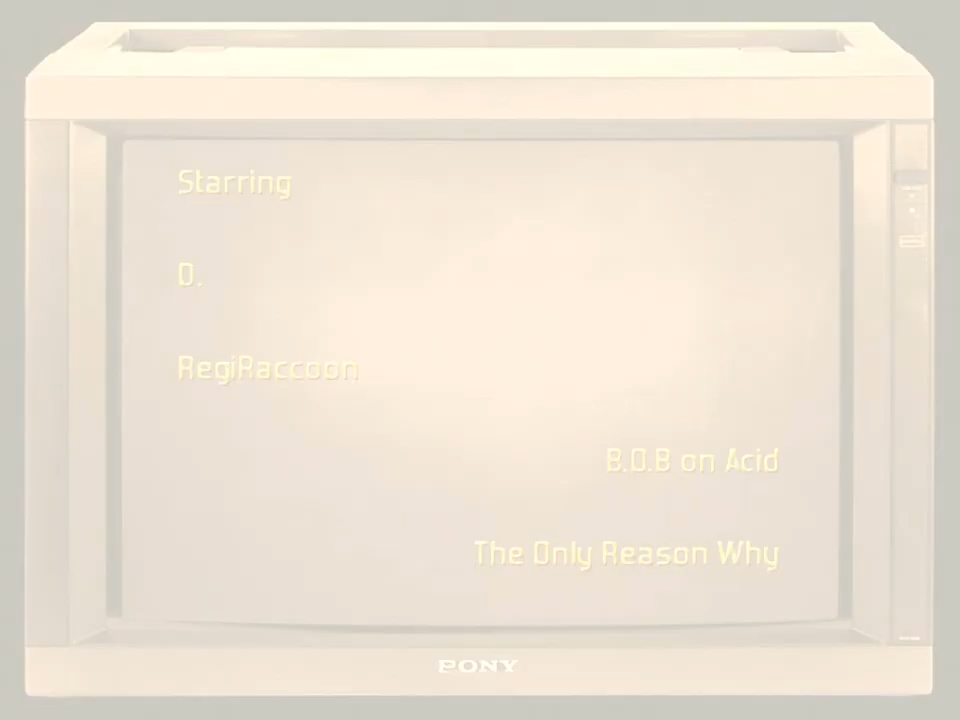 Starring
D.
RegiRaccoon
B.O.B on Acid
The Only Reason Why
PONY